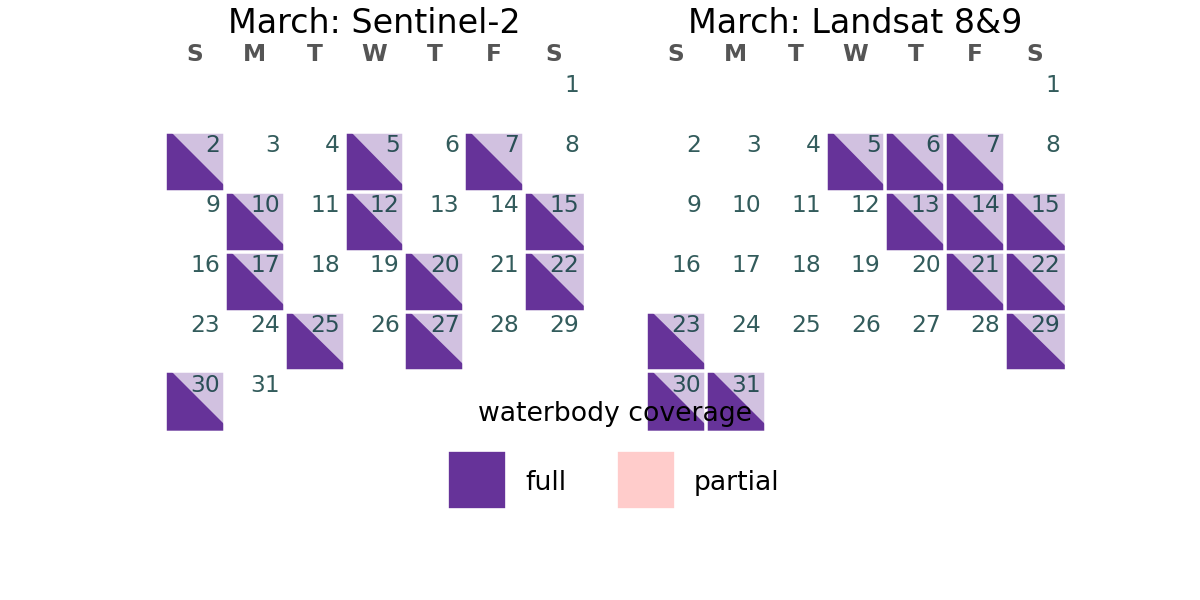 March: Sentinel-2
S M T W T F S
1
2 3 4 5 6 7 8
9 10 11 12 13 14 15
16 17 18 19 20 21 22
23 24 25 26 27 28 29
30 31
March: Landsat 8&9
S M T W T F S
1
2 3 4 5 6 7 8
9 10 11 12 13 14 15
16 17 18 19 20 21 22
23 24 25 26 27 28 29
30 31
waterbody coverage
full
partial